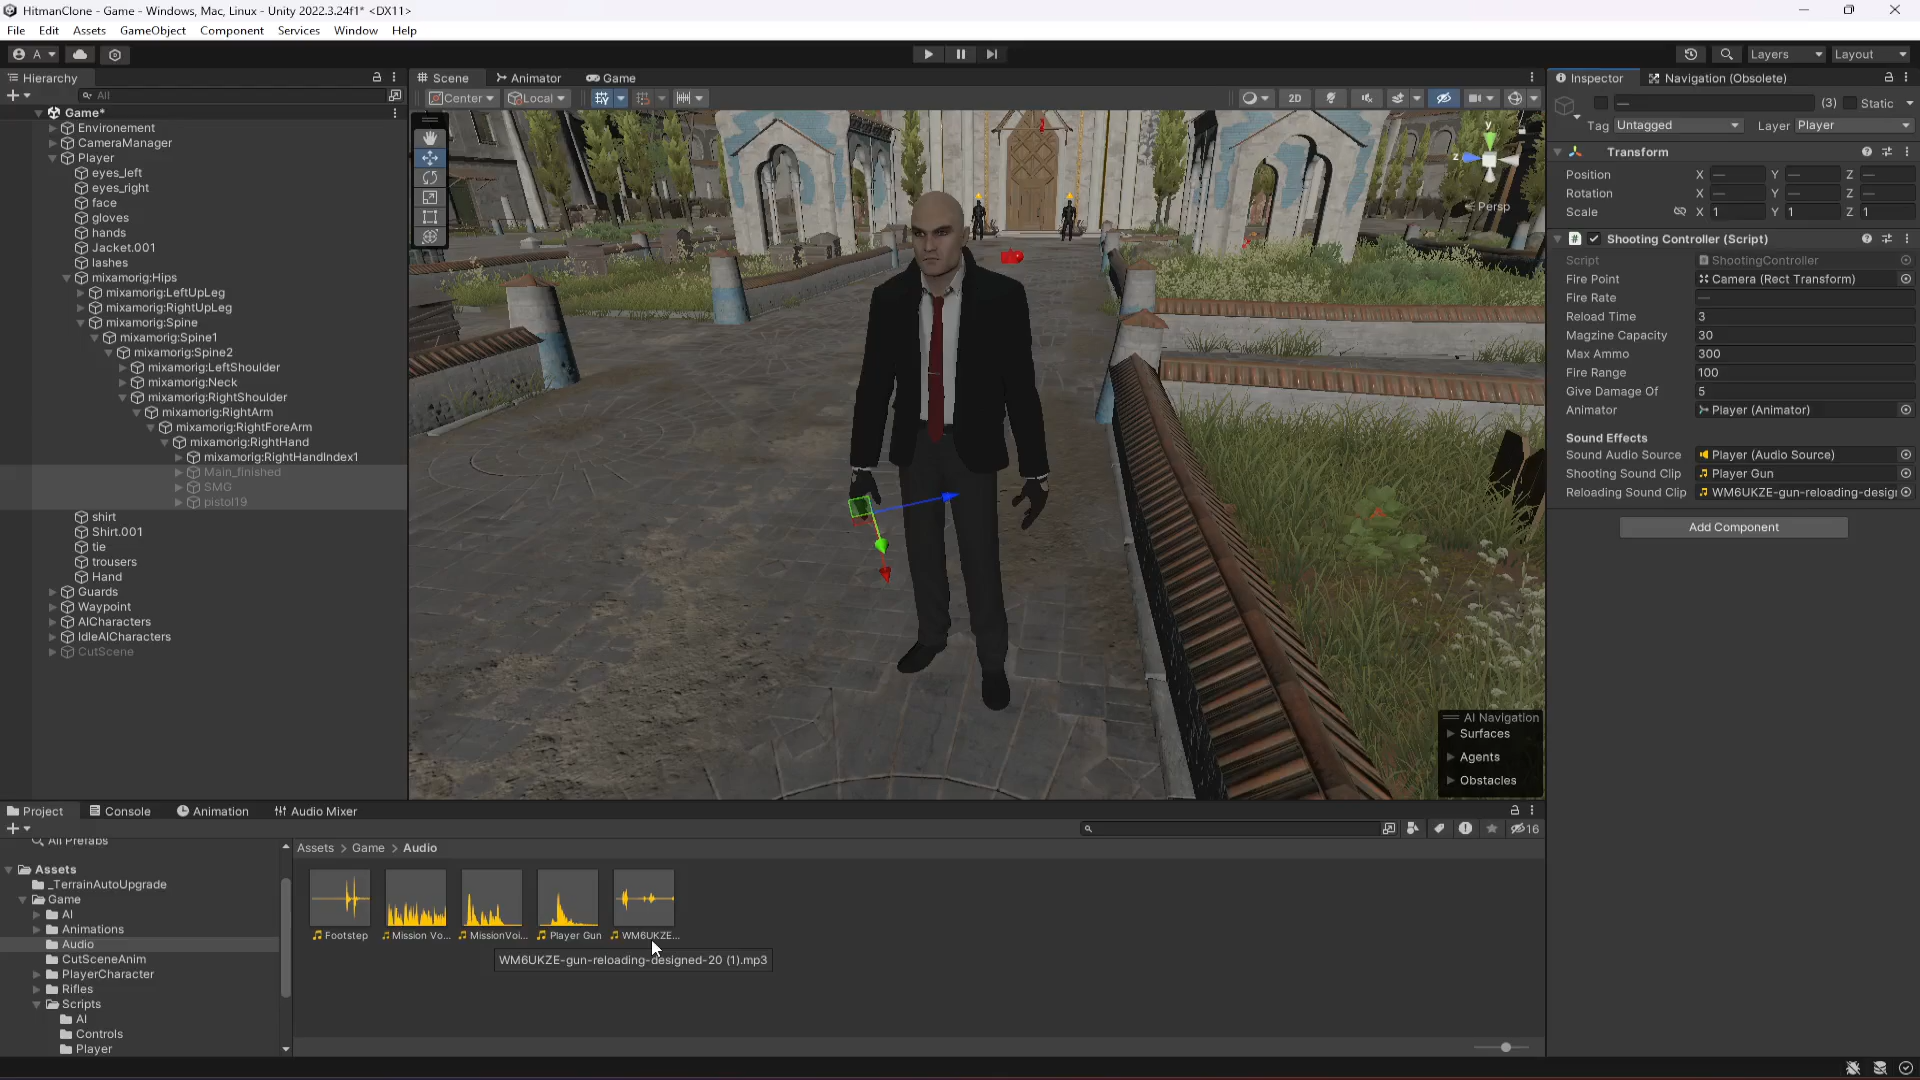 HitmanClone - Game - Windows, Mac, Linux - Unity 2022.3.24f1* <DX11>
File Edit Assets GameObject Component Services Window Help
A Layers Layout
Hierarchy
All
Game*
Environement
CameraManager
Player
eyes_left
eyes_right
face
gloves
hands
Jacket.001
lashes
mixamorig:Hips
mixamorig:LeftUpLeg
mixamorig:RightUpLeg
mixamorig:Spine
mixamorig:Spine1
mixamorig:Spine2
mixamorig:LeftShoulder
mixamorig:Neck
mixamorig:RightShoulder
mixamorig:RightArm
mixamorig:RightForeArm
mixamorig:RightHand
mixamorig:RightHandIndex1
Main_finished
SMG
pistol19
shirt
Shirt.001
tie
trousers
Hand
Guards
Waypoint
AICharacters
IdleAICharacters
CutScene
Scene Animator Game
Center Local 2D
y
z
Persp
AI Navigation
Surfaces
Agents
Obstacles
Inspector Navigation (Obsolete)
— (3) Static
Tag Untagged Layer Player
Transform
Position X — Y — Z —
Rotation X — Y — Z —
Scale X 1 Y 1 Z 1
Shooting Controller (Script)
Script ShootingController
Fire Point Camera (Rect Transform)
Fire Rate —
Reload Time 3
Magzine Capacity 30
Max Ammo 300
Fire Range 100
Give Damage Of 5
Animator Player (Animator)
Sound Effects
Sound Audio Source Player (Audio Source)
Shooting Sound Clip Player Gun
Reloading Sound Clip WM6UKZE-gun-reloading-design
Add Component
Project Console Animation Audio Mixer
16
All Prefabs
Assets
_TerrainAutoUpgrade
Game
AI
Animations
Audio
CutSceneAnim
PlayerCharacter
Rifles
Scripts
AI
Controls
Player
Assets > Game > Audio
Footstep Mission Vo... MissionVoi... Player Gun WM6UKZE...
WM6UKZE-gun-reloading-designed-20 (1).mp3